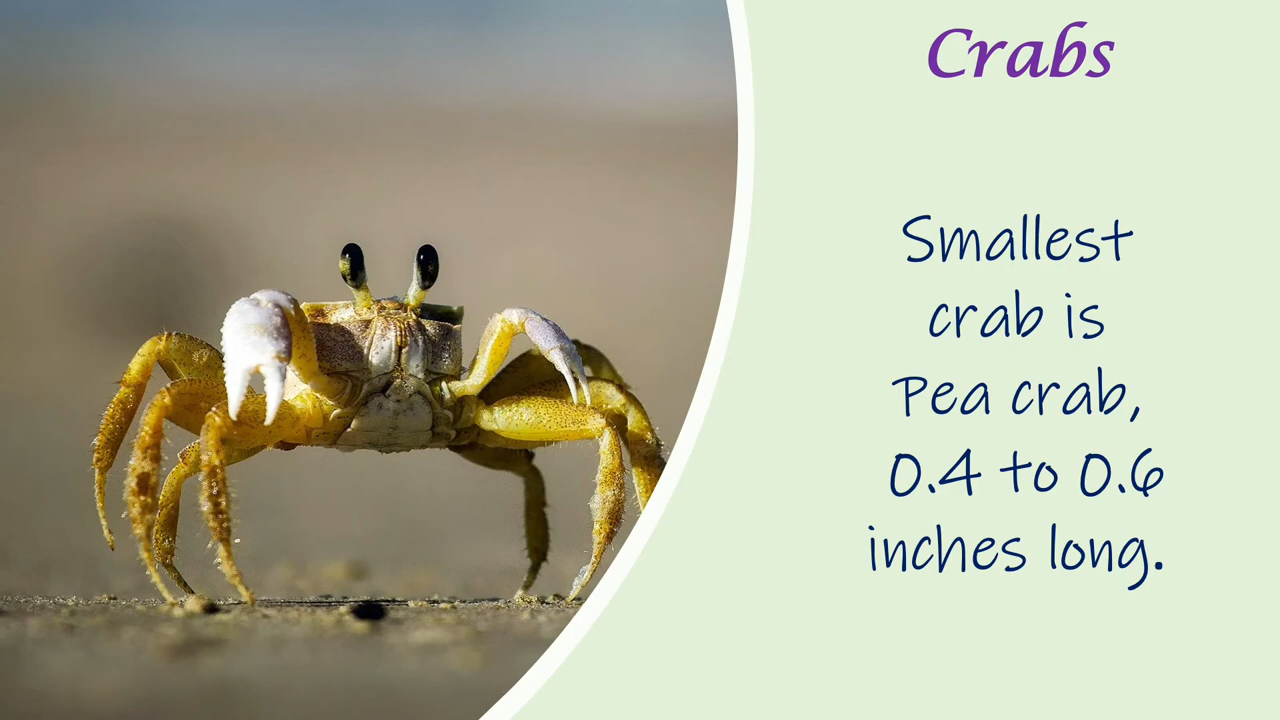 Crabs
Smallest
crab is
Pea crab,
0.4 to 0.6
inches long.